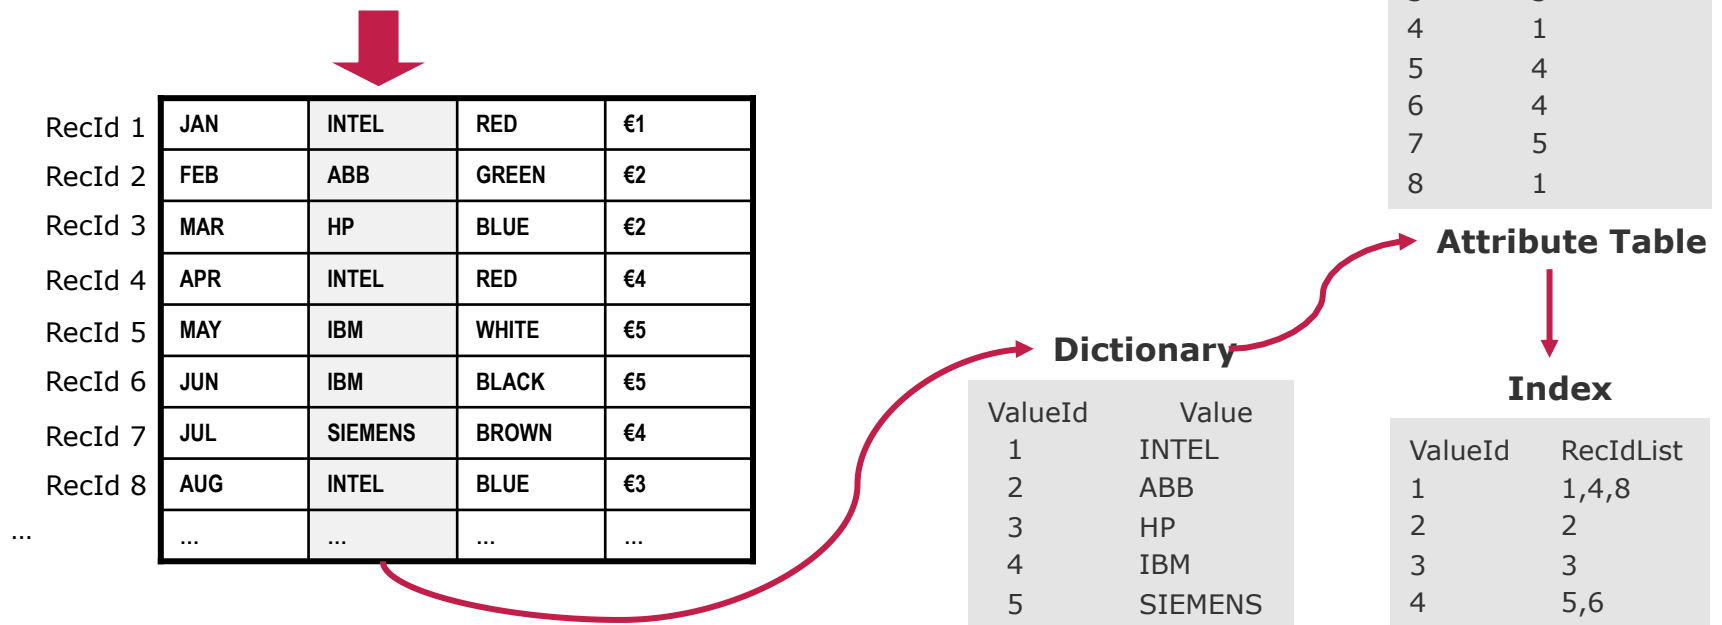 RecId 1 JAN INTEL RED €1
RecId 2 FEB ABB GREEN €2
RecId 3 MAR HP BLUE €2
RecId 4 APR INTEL RED €4
RecId 5 MAY IBM WHITE €5
RecId 6 JUN IBM BLACK €5
RecId 7 JUL SIEMENS BROWN €4
RecId 8 AUG INTEL BLUE €3
... ... ... ... ...
Dictionary
ValueId Value
1 INTEL
2 ABB
3 HP
4 IBM
5 SIEMENS
4 1
5 4
6 4
7 5
8 1
Attribute Table
Index
ValueId RecIdList
1 1,4,8
2 2
3 3
4 5,6